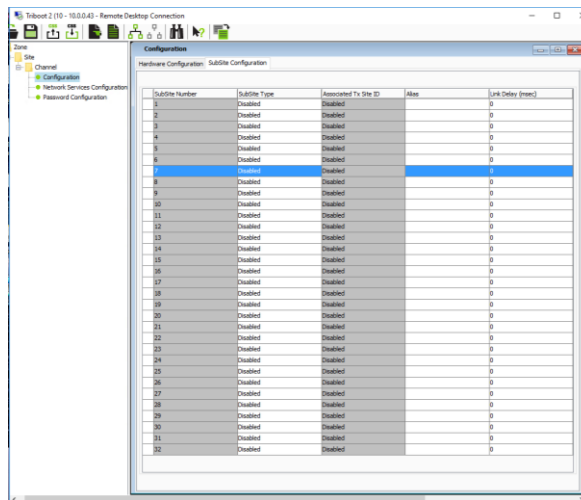 Triboot 2 (10 - 10.0.0.43 - Remote Desktop Connection
Zone
Site
Channel
Configuration
Network Services Configuration
Password Configuration
Configuration
Hardware Configuration SubSite Configuration
SubSite Number SubSite Type Associated Tx Site ID Alias Link Delay (msec)
1 Disabled Disabled 0
2 Disabled Disabled 0
3 Disabled Disabled 0
4 Disabled Disabled 0
5 Disabled Disabled 0
6 Disabled Disabled 0
7 Disabled Disabled 0
8 Disabled Disabled 0
9 Disabled Disabled 0
10 Disabled Disabled 0
11 Disabled Disabled 0
12 Disabled Disabled 0
13 Disabled Disabled 0
14 Disabled Disabled 0
15 Disabled Disabled 0
16 Disabled Disabled 0
17 Disabled Disabled 0
18 Disabled Disabled 0
19 Disabled Disabled 0
20 Disabled Disabled 0
21 Disabled Disabled 0
22 Disabled Disabled 0
23 Disabled Disabled 0
24 Disabled Disabled 0
25 Disabled Disabled 0
26 Disabled Disabled 0
27 Disabled Disabled 0
28 Disabled Disabled 0
29 Disabled Disabled 0
30 Disabled Disabled 0
31 Disabled Disabled 0
32 Disabled Disabled 0